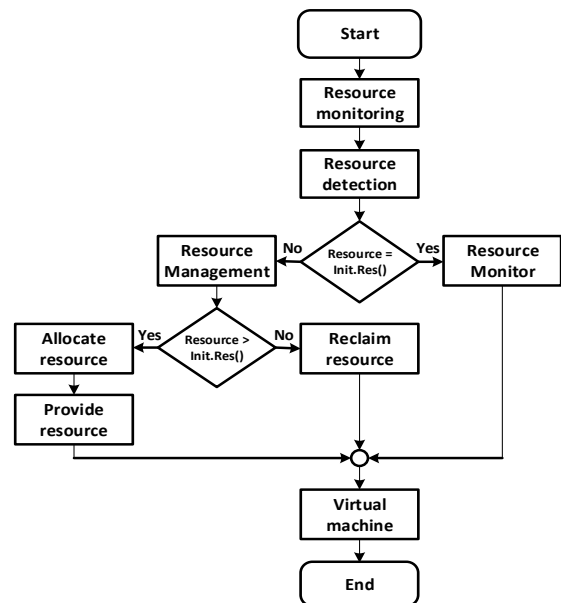 Start
Resource
monitoring
Resource
detection
Resource
Management
No
Resource =
Init.Res()
Yes
Resource
Monitor
Allocate
resource
Yes
Resource >
Init.Res()
No
Reclaim
resource
Provide
resource
Virtual
machine
End